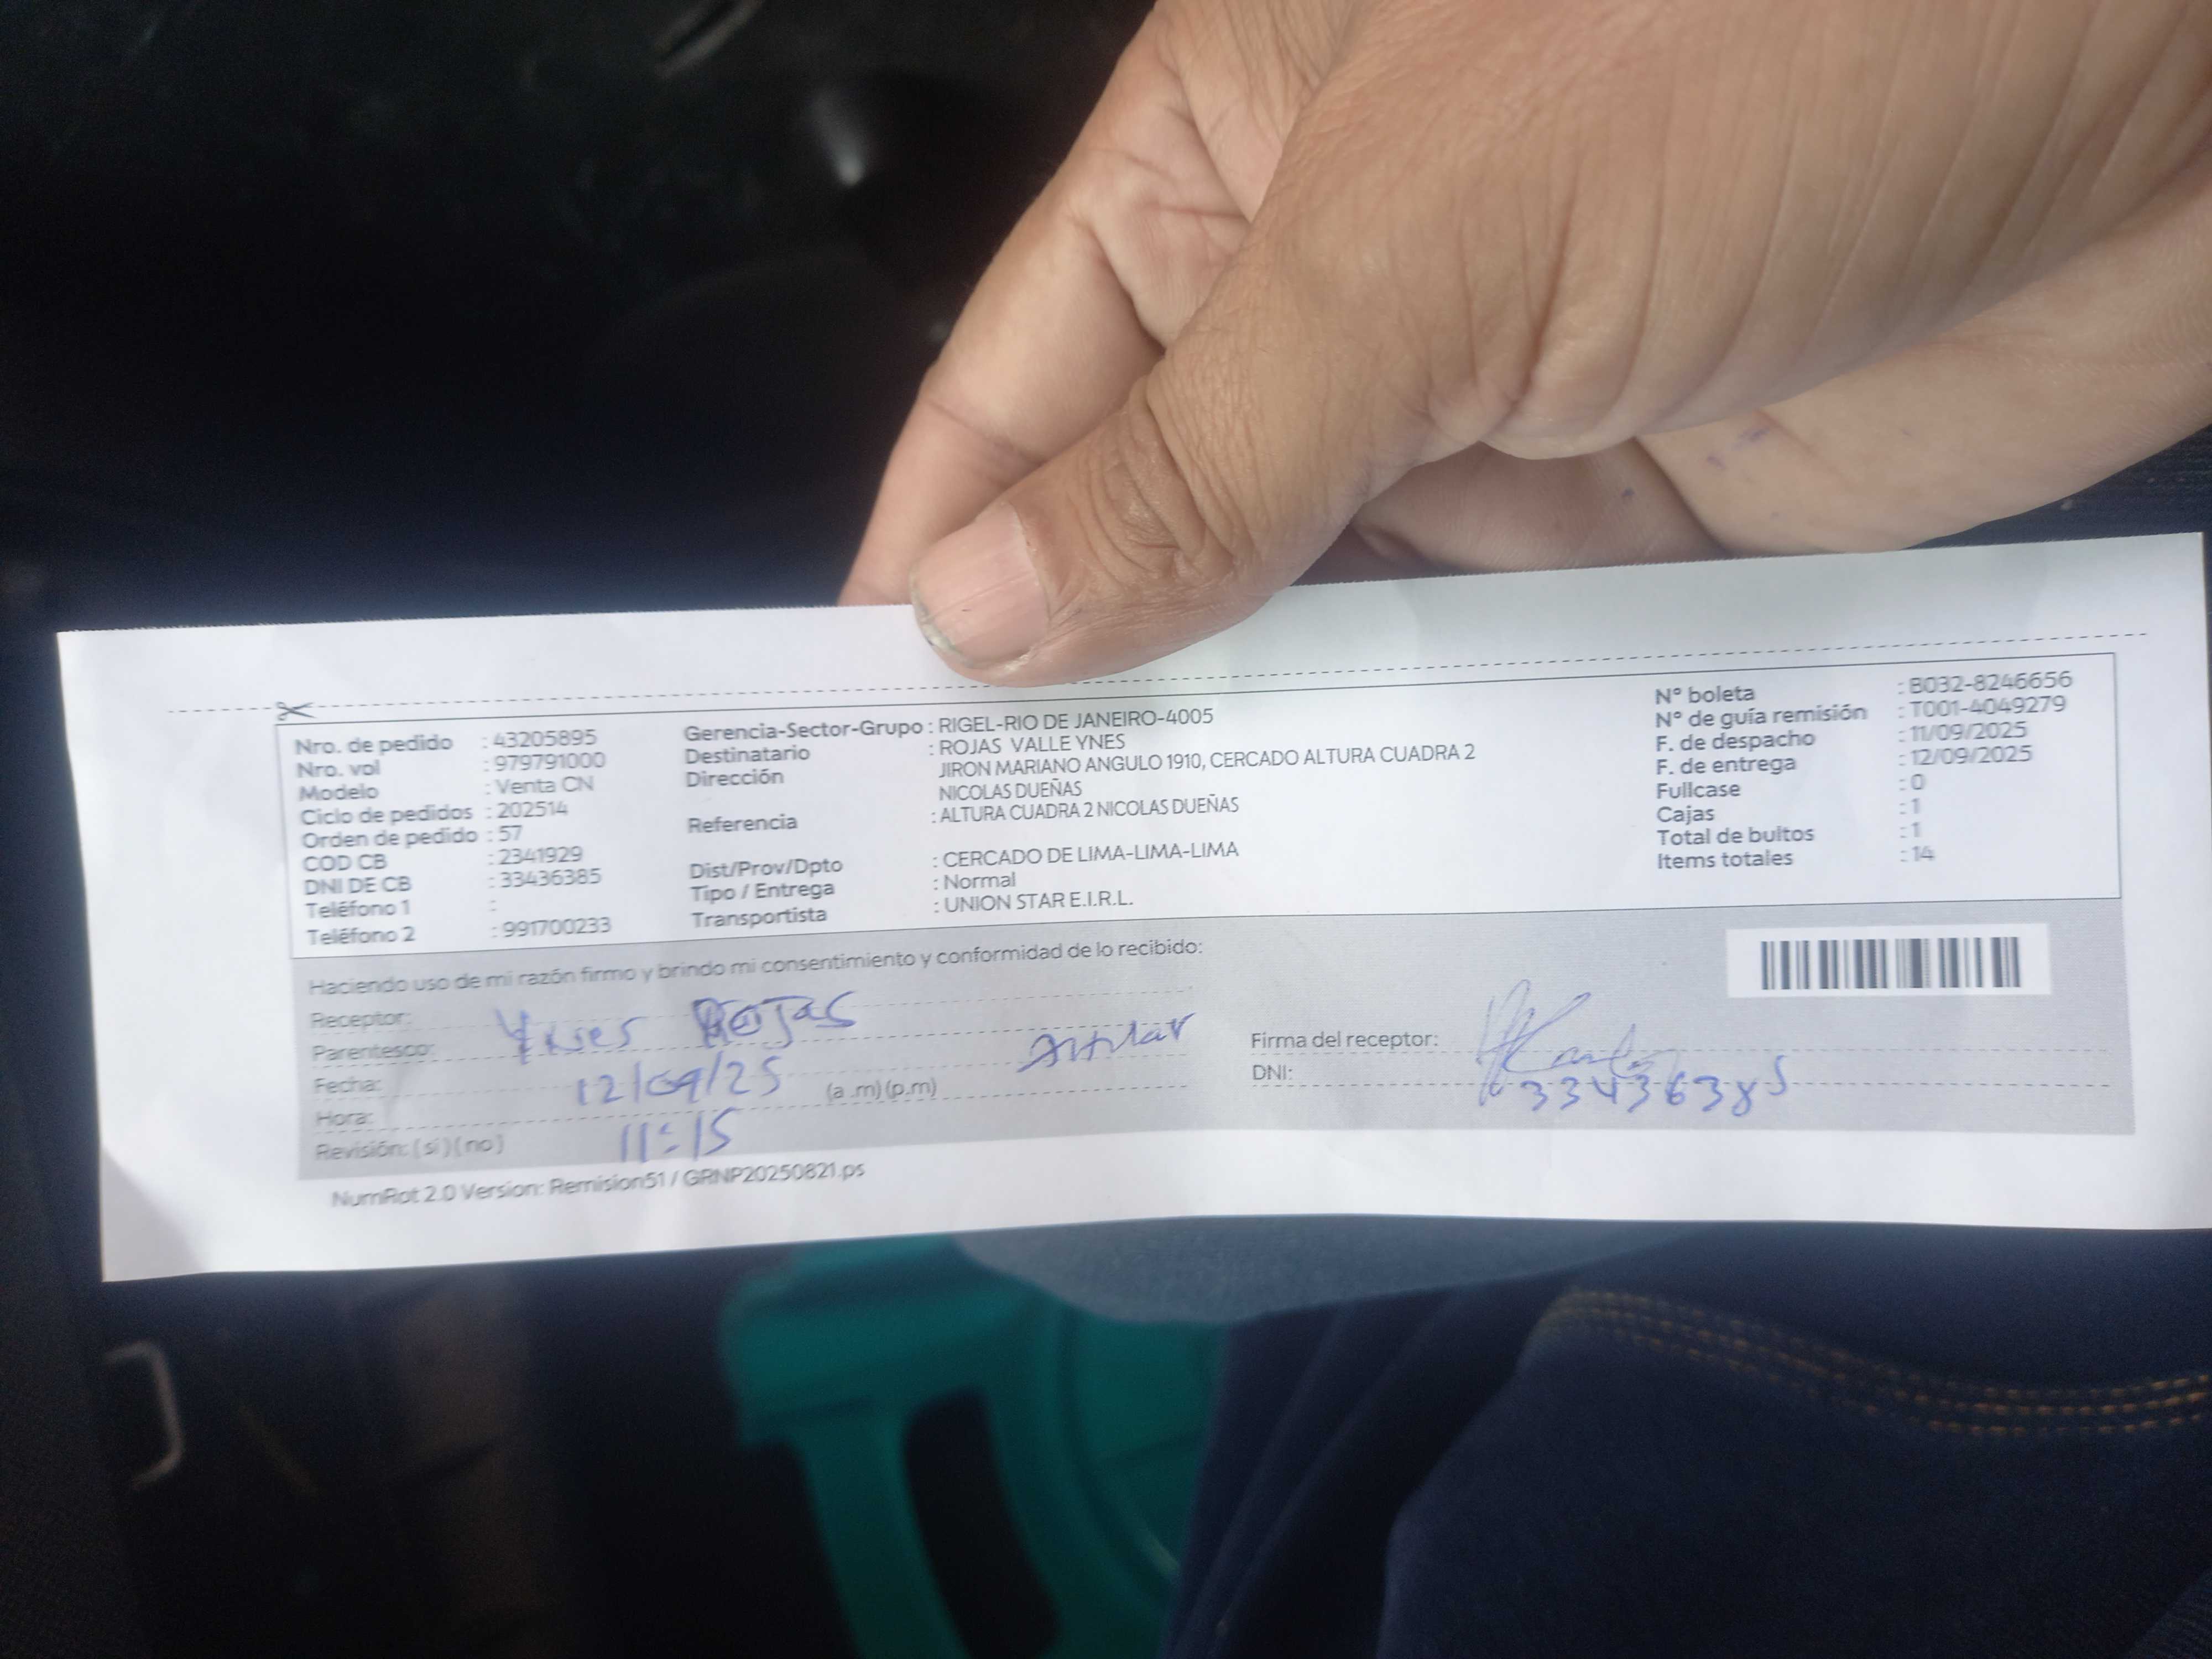 Nro. de pedido : 43205895
Nro. vol : 979791000
Modelo : Venta CN
Ciclo de pedidos : 202514
Orden de pedido : 57
COD CB : 2341929
DNI DE CB : 33436385
Teléfono 1 :
Teléfono 2 : 991700233
Gerencia-Sector-Grupo : RIGEL-RIO DE JANEIRO-4005
Destinatario : ROJAS VALLE YNES
Dirección JIRON MARIANO ANGULO 1910, CERCADO ALTURA CUADRA 2
NICOLAS DUEÑAS
Referencia : ALTURA CUADRA 2 NICOLAS DUEÑAS
Dist/Prov/Dpto : CERCADO DE LIMA-LIMA-LIMA
Tipo / Entrega : Normal
Transportista : UNION STAR E.I.R.L.
N° boleta : B032-8246656
N° de guía remisión : T001-4049279
F. de despacho : 11/09/2025
F. de entrega : 12/09/2025
Fullcase : 0
Cajas : 1
Total de bultos : 1
Items totales : 14
Haciendo uso de mi razón firmo y brindo mi consentimiento y conformidad de lo recibido:
Receptor: Ynes Rojas
Parentesco:
Fecha: 12/09/25 (a .m) (p.m)
Hora: 11:15
Revisión: ( si ) ( no )
Firma del receptor:
DNI: 33436385
NumRot 2.0 Version: Remision51 / GRNP20250821.ps